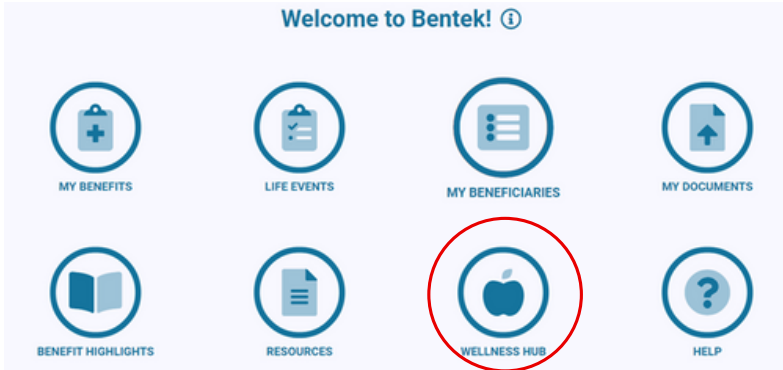 Welcome to Bentek!
MY BENEFITS
LIFE EVENTS
MY BENEFICIARIES
MY DOCUMENTS
BENEFIT HIGHLIGHTS
RESOURCES
WELLNESS HUB
HELP